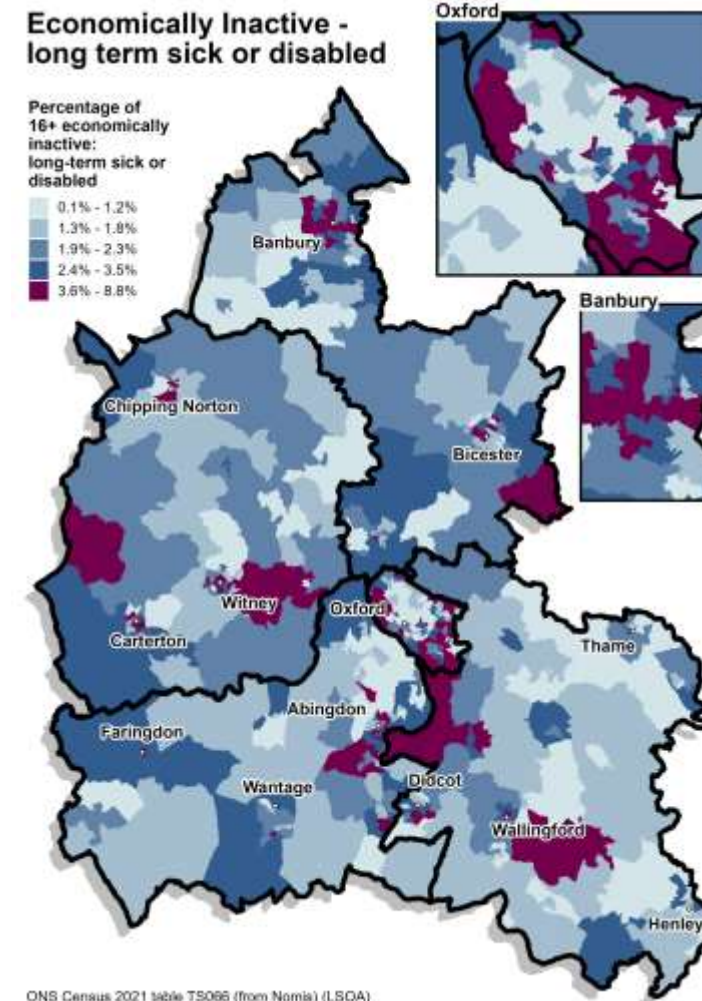 Economically Inactive -
long term sick or disabled
Percentage of
16+ economically
inactive:
long-term sick or
disabled
0.1% - 1.2%
1.3% - 1.8%
1.9% - 2.3%
2.4% - 3.5%
3.6% - 8.8%
Oxford
Banbury
Banbury
Chipping Norton
Bicester
Witney
Oxford
Carterton
Thame
Abingdon
Faringdon
Wantage
Didcot
Wallingford
Henley
ONS Census 2021 table TS066 (from Nomis) (LSOA)